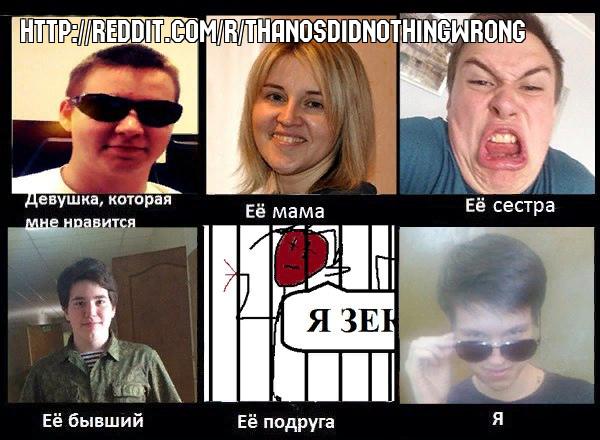 HTTP://REDDIT.COM/R/THANOSDIDNOTHINGWRONG
Девушка, которая
мне нравится
Её мама
Её сестра
Я ЗЕК
Её бывший
Её подруга
Я